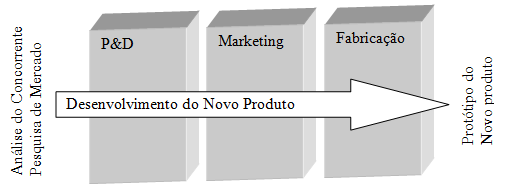 Análise do Concorrente
Pesquisa de Mercado
P&D
Marketing
Fabricação
Desenvolvimento do Novo Produto
Protótipo do
Novo produto